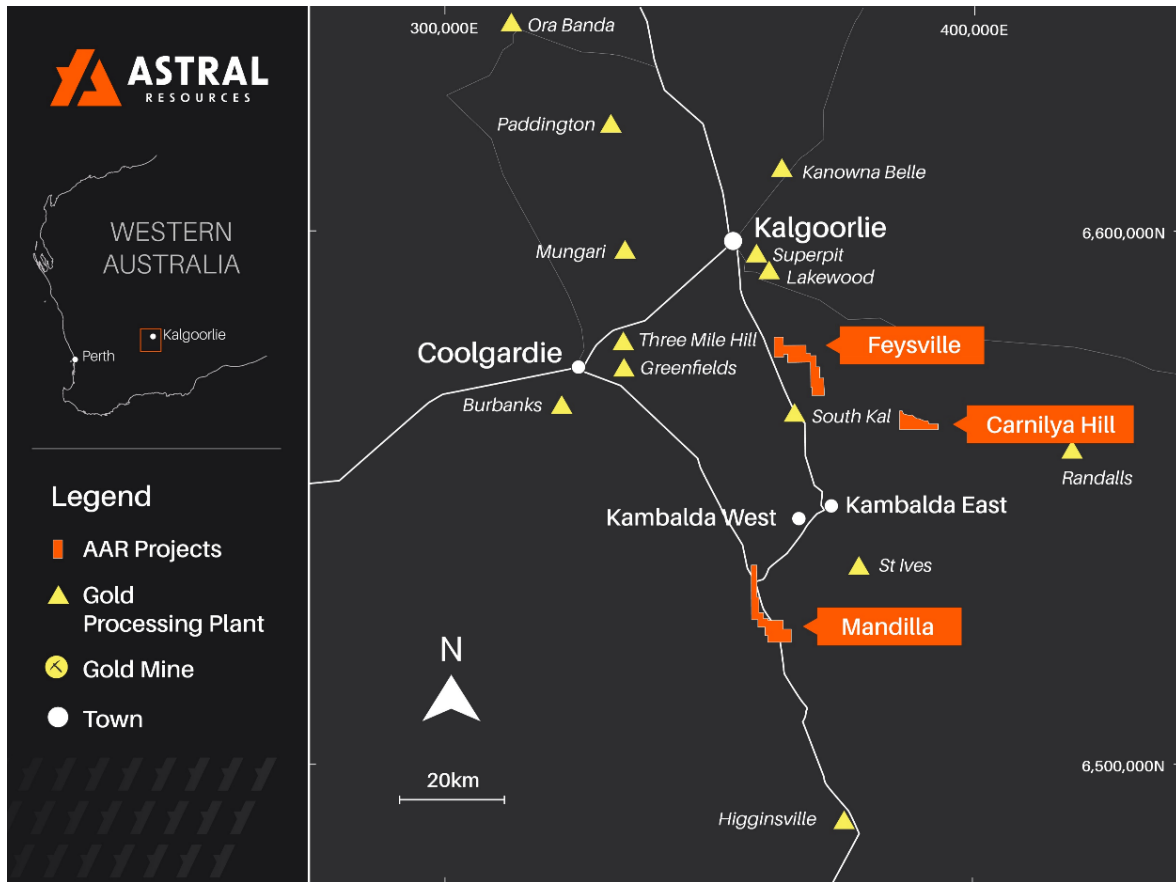 ASTRAL
RESOURCES
WESTERN
AUSTRALIA
Kalgoorlie
Perth
Legend
AAR Projects
Gold
Processing Plant
Gold Mine
Town
300,000E
400,000E
Ora Banda
Paddington
Kanowna Belle
Kalgoorlie
6,600,000N
Mungari
Superpit
Lakewood
Three Mile Hill
Feysville
Coolgardie
Greenfields
Burbanks
South Kal
Carnilya Hill
Randalls
Kambalda West
Kambalda East
St Ives
Mandilla
N
20km
6,500,000N
Higginsville